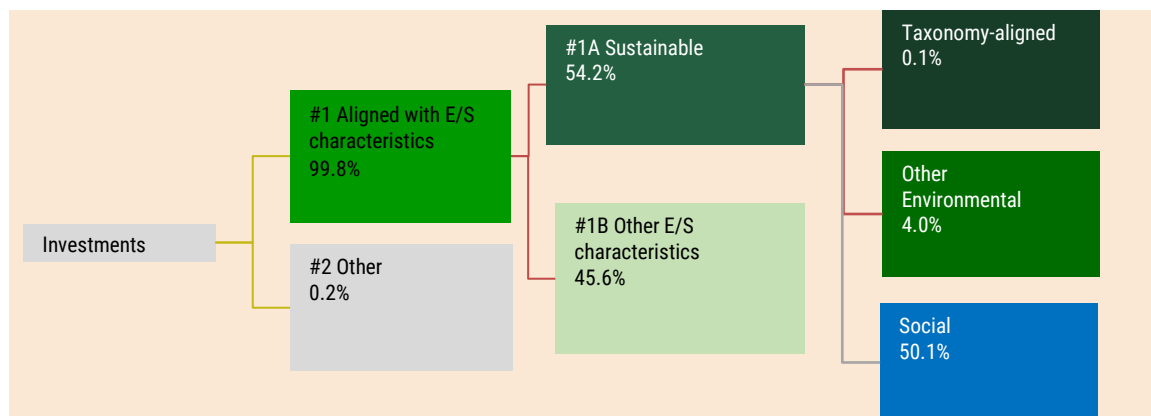 Investments
#1 Aligned with E/S
characteristics
99.8%
#2 Other
0.2%
#1A Sustainable
54.2%
#1B Other E/S
characteristics
45.6%
Taxonomy-aligned
0.1%
Other
Environmental
4.0%
Social
50.1%